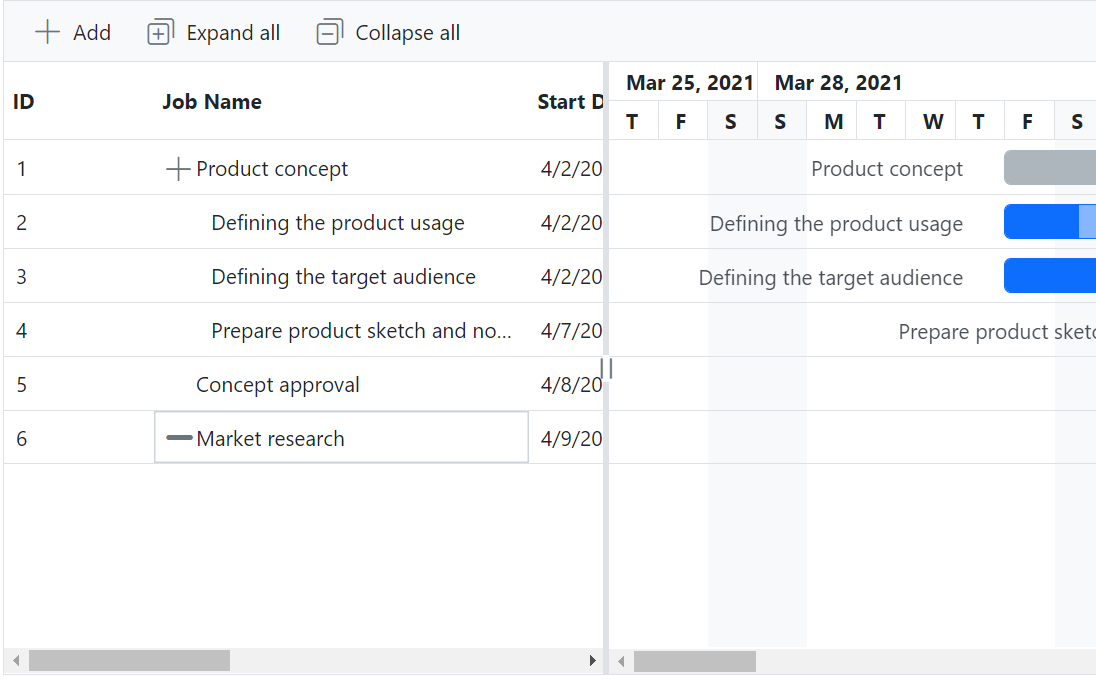 Add Expand all Collapse all
ID Job Name Start D
Mar 25, 2021 Mar 28, 2021
T F S S M T W T F S
1 Product concept 4/2/20 Product concept
2 Defining the product usage 4/2/20 Defining the product usage
3 Defining the target audience 4/2/20 Defining the target audience
4 Prepare product sketch and no... 4/7/20 Prepare product sketc
5 Concept approval 4/8/20
6 Market research 4/9/20